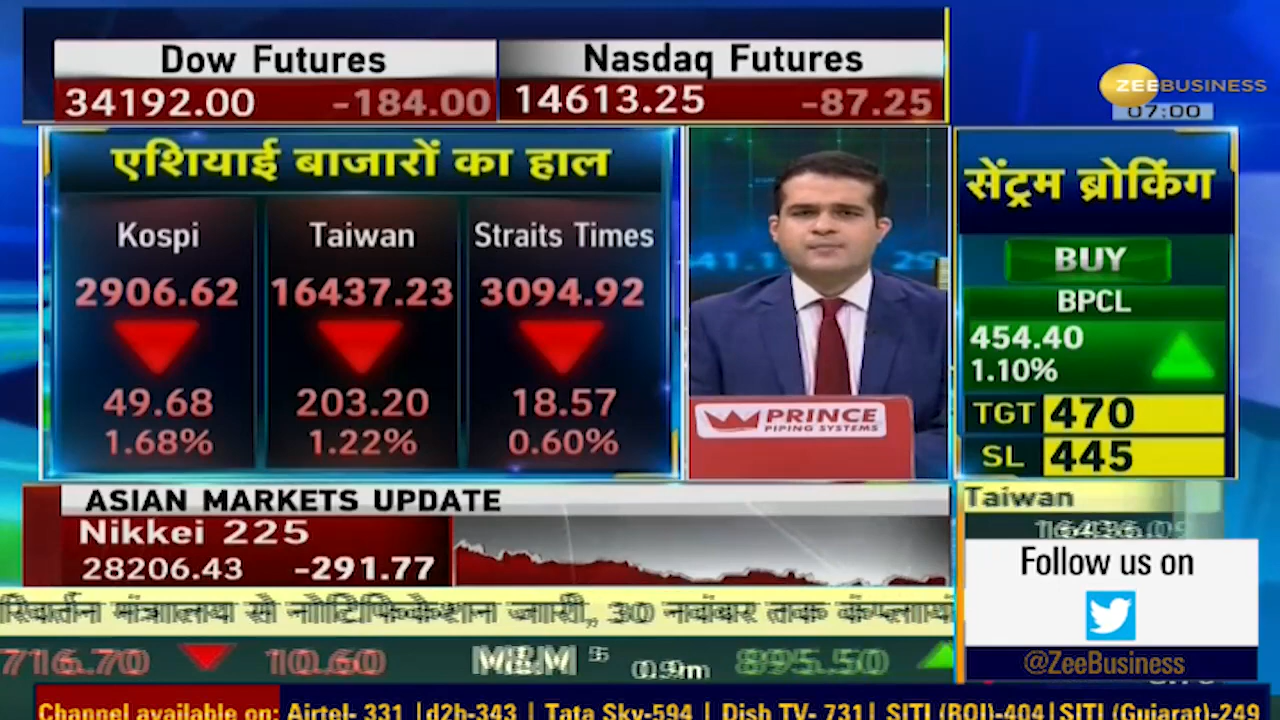 Dow Futures
34192.00 -184.00
Nasdaq Futures
14613.25 -87.25
ZEEBUSINESS
07:00
एशियाई बाजारों का हाल
Kospi
2906.62
49.68
1.68%
Taiwan
16437.23
203.20
1.22%
Straits Times
3094.92
18.57
0.60%
PRINCE
PIPING SYSTEMS
सेंट्रम ब्रोकिंग
BUY
BPCL
454.40
1.10%
TGT 470
SL 445
ASIAN MARKETS UPDATE
Nikkei 225
28206.43 -291.77
Taiwan
Follow us on
@ZeeBusiness
से नोटिफिकेशन जारी, 30 नवंबर तक
716.70 10.60 M&M 895.50
Channel available on: Airtel- 331 |d2h-343 | Tata Sky-594 | Dish TV- 731| SITI (ROI)-404|SITI (Gujarat)-249